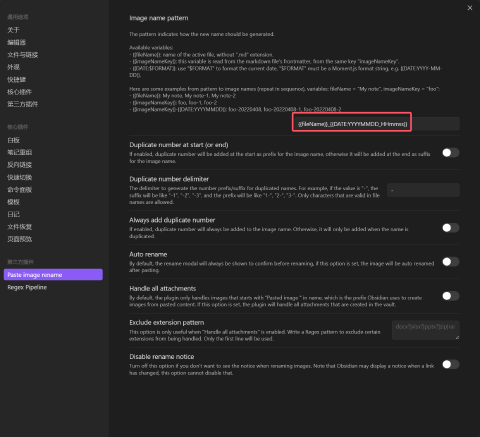 通用选项
关于
编辑器
文件与链接
外观
快捷键
核心插件
第三方插件
核心插件
白板
笔记重组
反向链接
快速切换
命令面板
模板
日记
文件恢复
页面预览
第三方插件
Paste image rename
Regex Pipeline
Image name pattern
The pattern indicates how the new name should be generated.
Available variables:
- {{fileName}}: name of the active file, without ".md" extension.
- {{imageNameKey}}: this variable is read from the markdown file's frontmatter, from the same key "imageNameKey".
- {{DATE:$FORMAT}}: use "$FORMAT" to format the current date, "$FORMAT" must be a Moment.js format string, e.g. {{DATE:YYYY-MM-
DD}}.
Here are some examples from pattern to image names (repeat in sequence), variables: fileName = "My note", imageNameKey = "foo":
- {{fileName}}: My note, My note-1, My note-2
- {{imageNameKey}}: foo, foo-1, foo-2
- {{imageNameKey}}-{{DATE:YYYYMMDD}}: foo-20220408, foo-20220408-1, foo-20220408-2
{{fileName}}_{{DATE:YYYYMMDD_HHmmss}}
Duplicate number at start (or end)
If enabled, duplicate number will be added at the start as prefix for the image name, otherwise it will be added at the end as suffix
for the image name.
Duplicate number delimiter
The delimiter to generate the number prefix/suffix for duplicated names. For example, if the value is "-", the
suffix will be like "-1", "-2", "-3", and the prefix will be like "1-", "2-", "3-". Only characters that are valid in file
names are allowed.
-
Always add duplicate number
If enabled, duplicate number will always be added to the image name. Otherwise, it will only be added when the name is
duplicated.
Auto rename
By default, the rename modal will always be shown to confirm before renaming, if this option is set, the image will be auto renamed
after pasting.
Handle all attachments
By default, the plugin only handles images that starts with "Pasted image " in name, which is the prefix Obsidian uses to create
images from pasted content. If this option is set, the plugin will handle all attachments that are created in the vault.
Exclude extension pattern
This option is only useful when "Handle all attachments" is enabled. Write a Regex pattern to exclude certain
extensions from being handled. Only the first line will be used.
Disable rename notice
Turn off this option if you don't want to see the notice when renaming images. Note that Obsidian may display a notice when a link
has changed, this option cannot disable that.